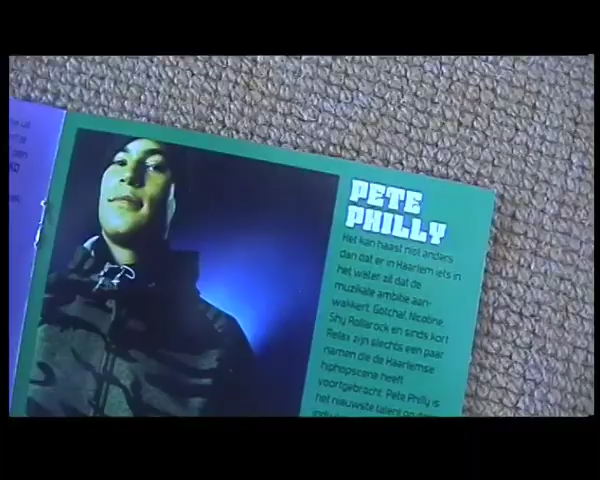 PETE
PHILLY
Het kan haast niet anders
dan dat er in Haarlem iets in
het water zit dat de
muzikale ambitie aan-
wakkert. Gotcha!, Nicoline,
Shy Rollarock en sinds kort
Relax zijn slechts een paar
namen die de Haarlemse
hiphopscene heeft
voortgebracht. Pete Philly is
het nieuwste talent op